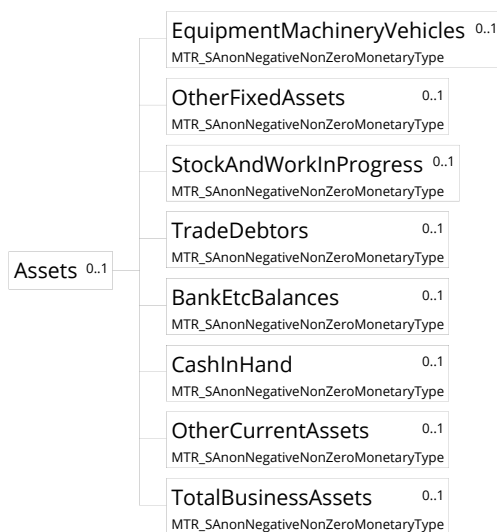 EquipmentMachineryVehicles 0..1
MTR_SAnonNegativeNonZeroMonetaryType
OtherFixedAssets 0..1
MTR_SAnonNegativeNonZeroMonetaryType
StockAndWorkInProgress 0..1
MTR_SAnonNegativeNonZeroMonetaryType
TradeDebtors 0..1
MTR_SAnonNegativeNonZeroMonetaryType
Assets 0..1
BankEtcBalances 0..1
MTR_SAnonNegativeNonZeroMonetaryType
CashInHand 0..1
MTR_SAnonNegativeNonZeroMonetaryType
OtherCurrentAssets 0..1
MTR_SAnonNegativeNonZeroMonetaryType
TotalBusinessAssets 0..1
MTR_SAnonNegativeNonZeroMonetaryType